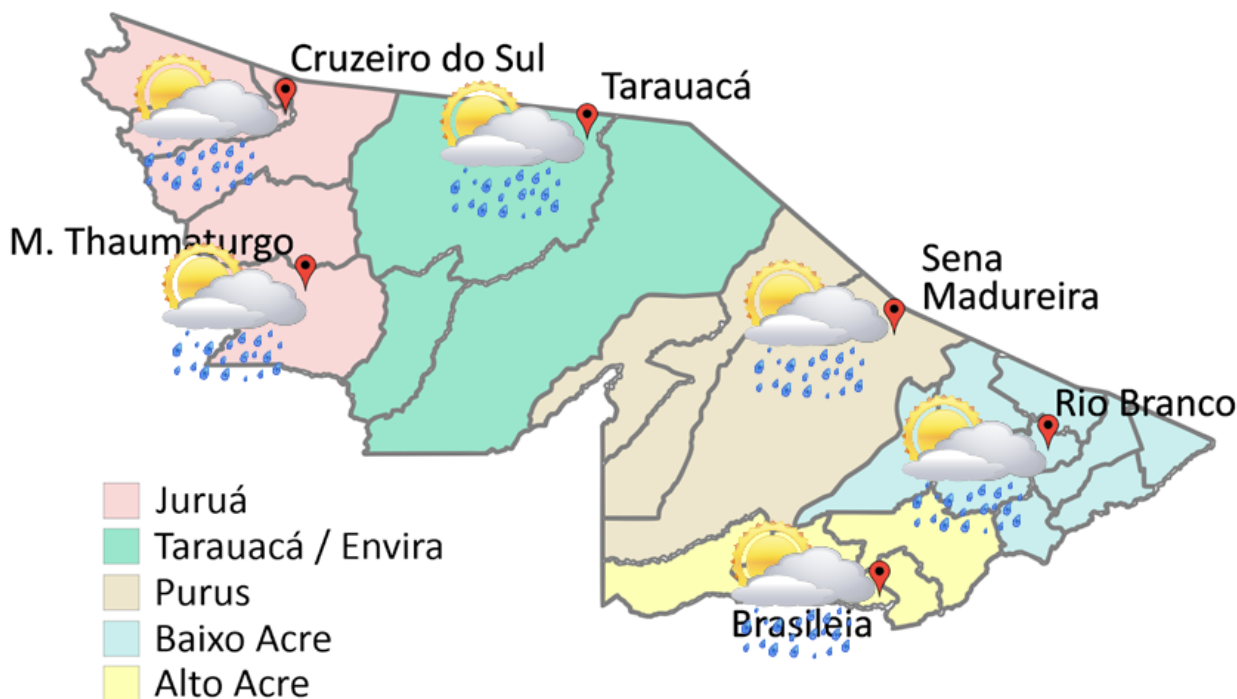 Cruzeiro do Sul
Tarauacá
M. Thaumaturgo
Sena
Madureira
Rio Branco
Brasileia
Juruá
Tarauacá / Envira
Purus
Baixo Acre
Alto Acre